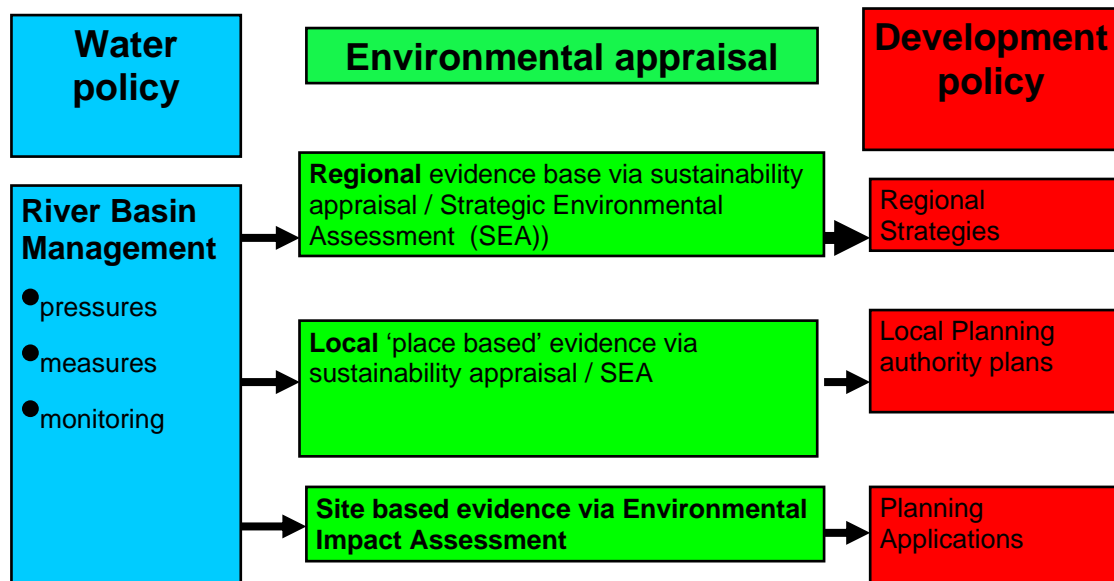 Water
policy
Environmental appraisal
Development
policy
River Basin
Management
●pressures
●measures
●monitoring
Regional evidence base via sustainability
appraisal / Strategic Environmental
Assessment (SEA))
Regional
Strategies
Local ‘place based’ evidence via
sustainability appraisal / SEA
Local Planning
authority plans
Site based evidence via Environmental
Impact Assessment
Planning
Applications